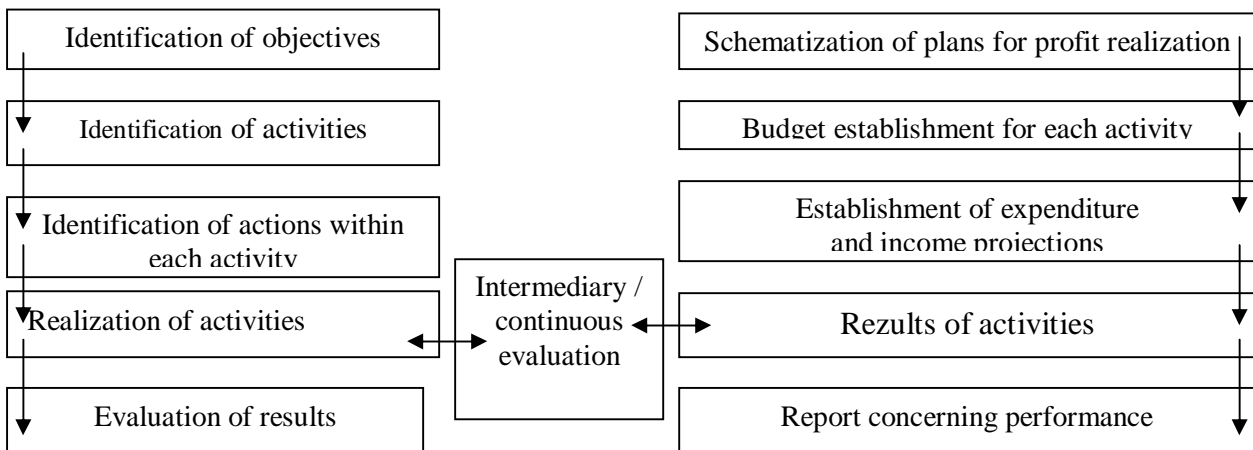 Identification of objectives
Identification of activities
Identification of actions within
each activity
Realization of activities
Evaluation of results
Intermediary /
continuous
evaluation
Schematization of plans for profit realization
Budget establishment for each activity
Establishment of expenditure
and income projections
Rezults of activities
Report concerning performance